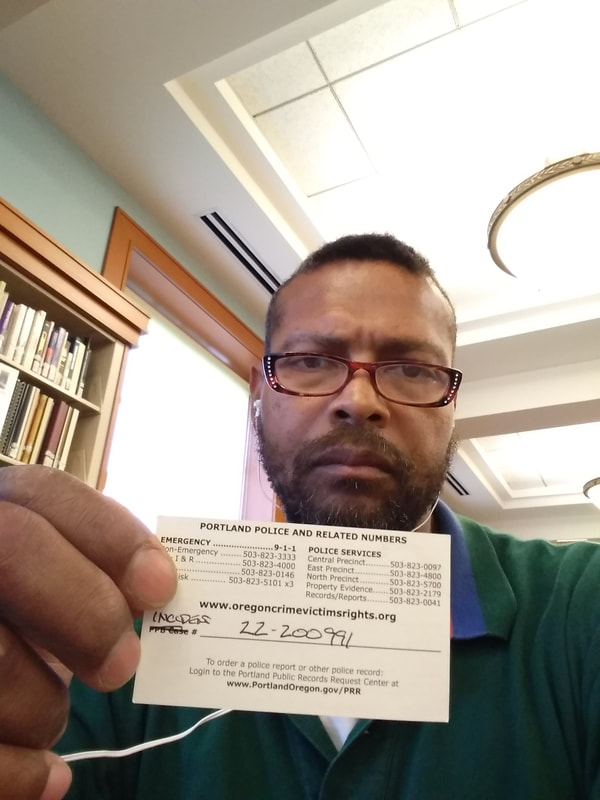 PORTLAND POLICE AND RELATED NUMBERS
EMERGENCY ......................9-1-1
Non-Emergency ...... 503-823-3333
I & R .................. 503-823-4000
503-823-0146
isk ............ 503-823-5101 x3
POLICE SERVICES
Central Precinct......503-823-0097
East Precinct..........503-823-4800
North Precinct........503-823-5700
Property Evidence..503-823-2179
Records/Reports.....503-823-0041
www.oregoncrimevictimsrights.org
PPB Case # 22-200991
To order a police report or other police record:
Login to the Portland Public Records Request Center at
www.PortlandOregon.gov/PRR